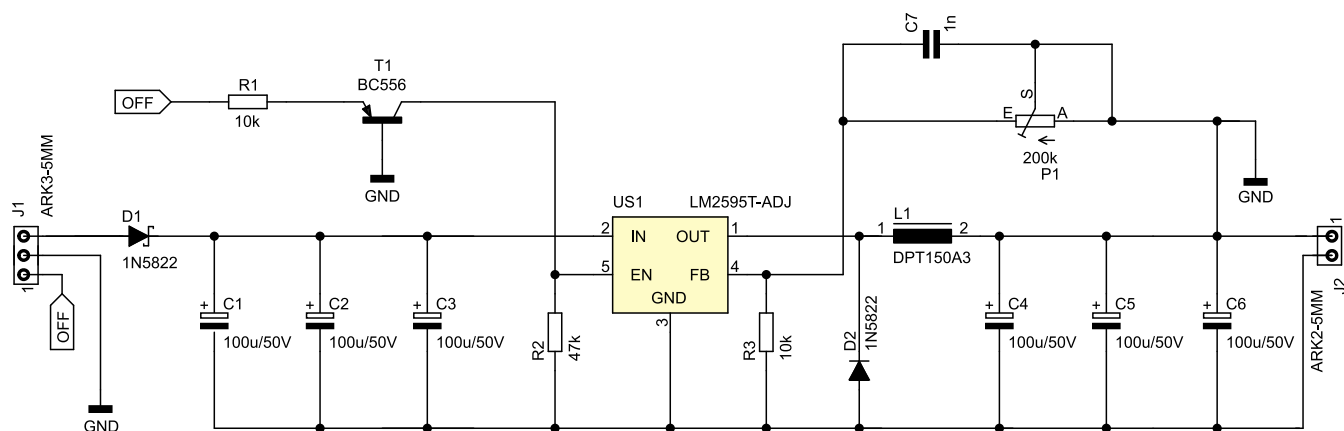 C7
1n
T1
BC556
R1
10k
OFF
S
E
A
200k
P1
GND
GND
J1
ARK3-5MM
D1
1N5822
1
OFF
GND
US1
LM2595T-ADJ
2
IN
OUT
1
5
EN
FB
4
GND
3
1
L1
2
DPT150A3
+
C1
100u/50V
+
C2
100u/50V
+
C3
100u/50V
R2
47k
R3
10k
D2
1N5822
+
C4
100u/50V
+
C5
100u/50V
+
C6
100u/50V
1
J2
ARK2-5MM